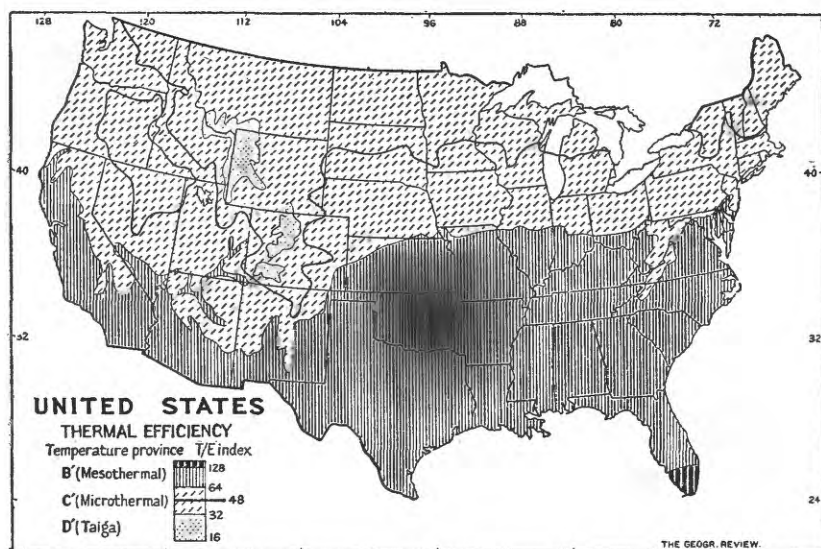 128 120 112 104 96 88 80 72
40 40
32 32
24
UNITED STATES
THERMAL EFFICIENCY
Temperature province T/E index
128
B′(Mesothermal)
64
C′(Microthermal) 48
32
D′(Taiga)
16
THE GEOGR. REVIEW.